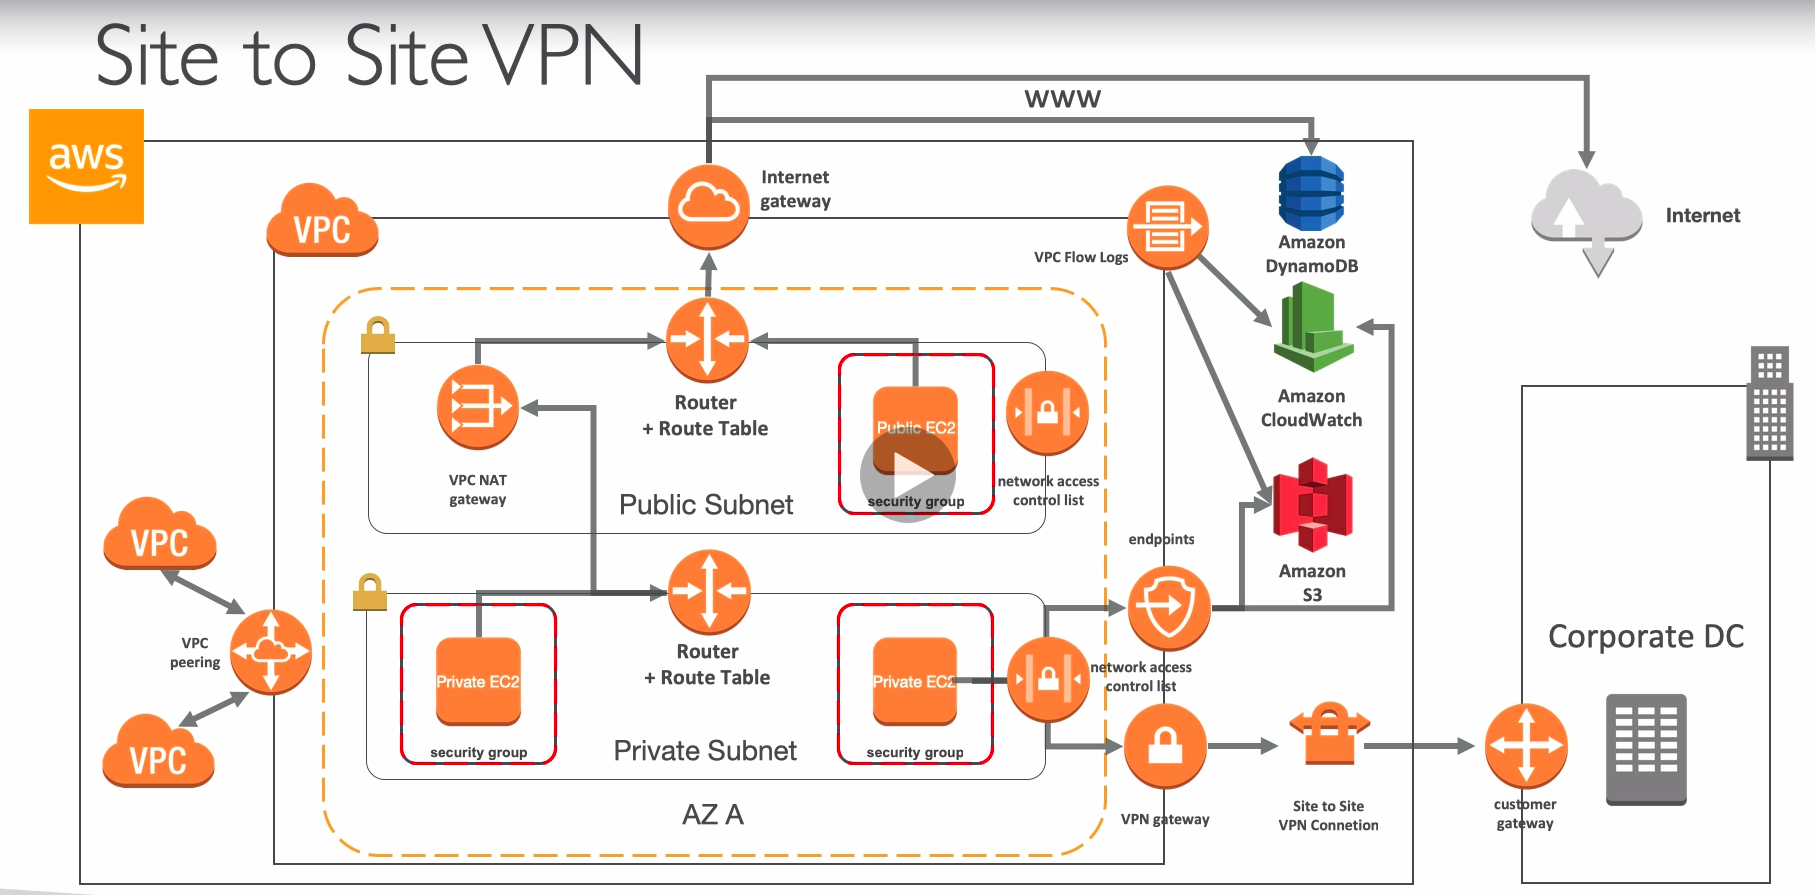 Site to Site VPN
WWW
aws
Internet
gateway
VPC
VPC Flow Logs
Amazon
DynamoDB
Internet
Amazon
CloudWatch
Router
+ Route Table
Public EC2
security group
network access
control list
VPC NAT
gateway
Public Subnet
endpoints
Amazon
S3
VPC
VPC
peering
VPC
Private EC2
security group
Router
+ Route Table
Private Subnet
Private EC2
security group
network access
control list
AZ A
VPN gateway
Site to Site
VPN Connetion
customer
gateway
Corporate DC